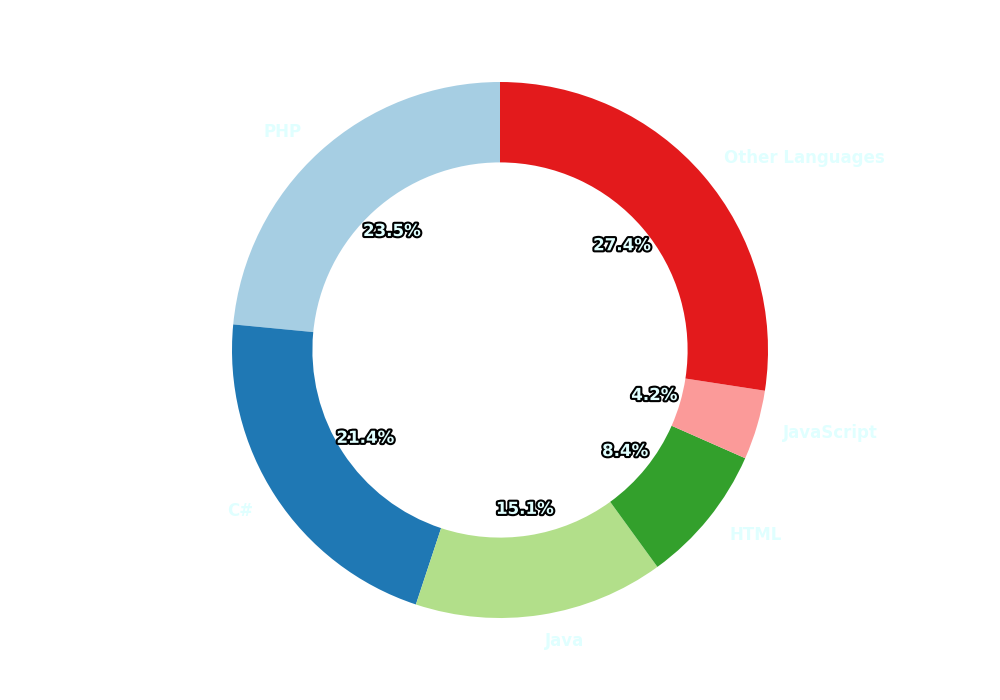 PHP
Other Languages
23.5%
27.4%
4.2%
JavaScript
21.4%
8.4%
C#
15.1%
HTML
Java